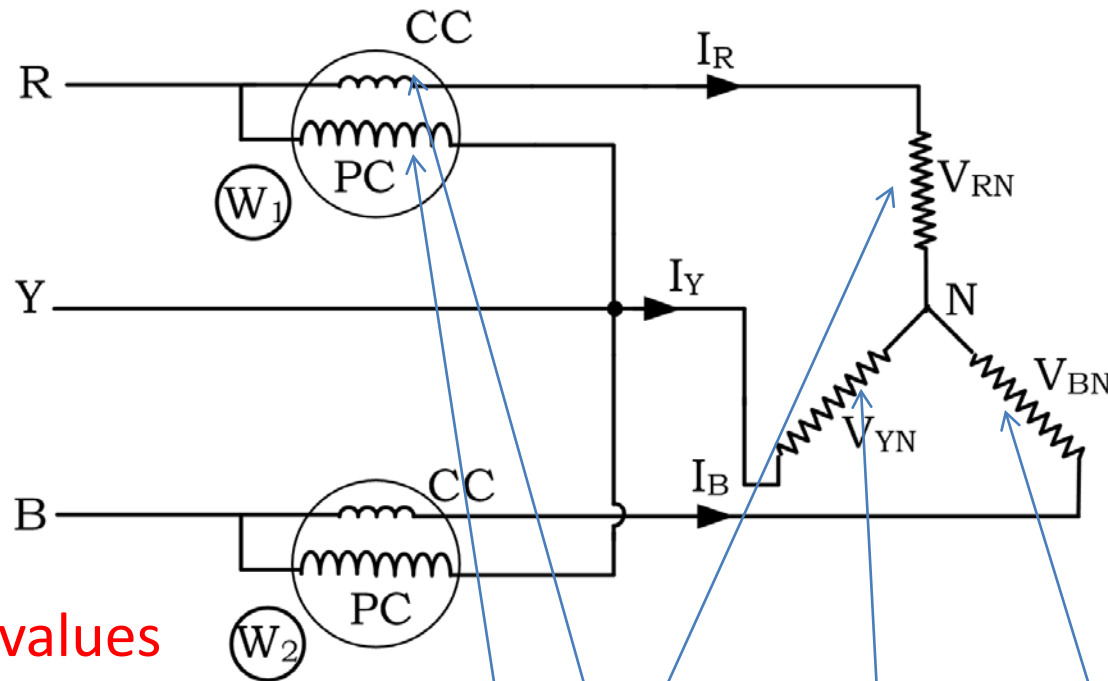 CC
I_R
R
PC
V_RN
W_1
Y
I_Y
N
V_BN
V_YN
CC
I_B
B
PC
W_2
values